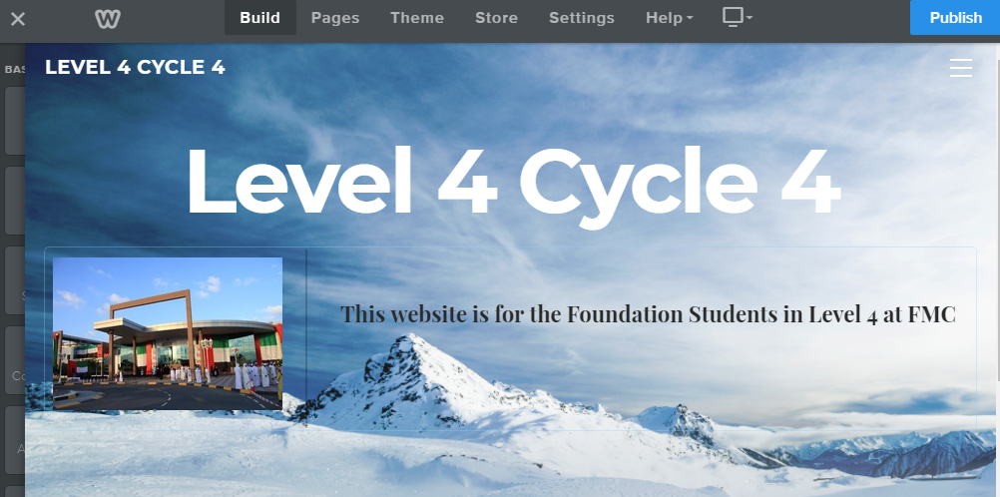 Build Pages Theme Store Settings Help Publish
LEVEL 4 CYCLE 4
Level 4 Cycle 4
This website is for the Foundation Students in Level 4 at FMC